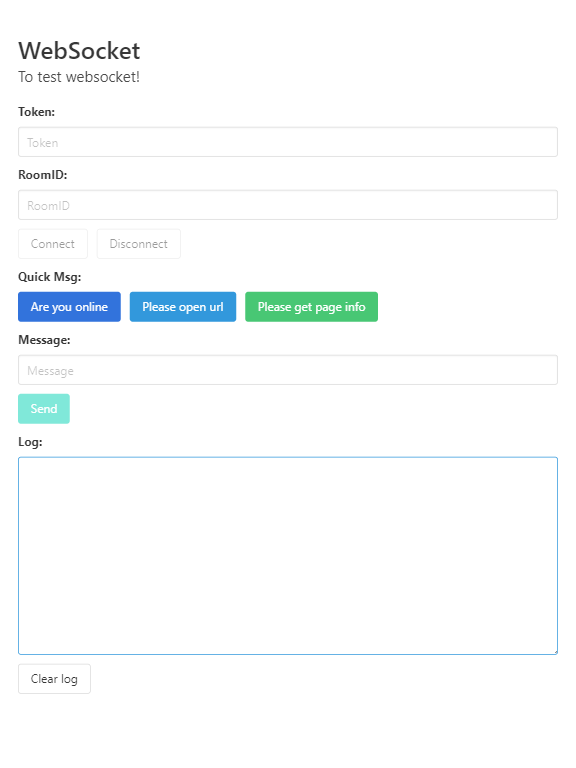 WebSocket
To test websocket!
Token:
Token
RoomID:
RoomID
Connect Disconnect
Quick Msg:
Are you online Please open url Please get page info
Message:
Message
Send
Log:
Clear log